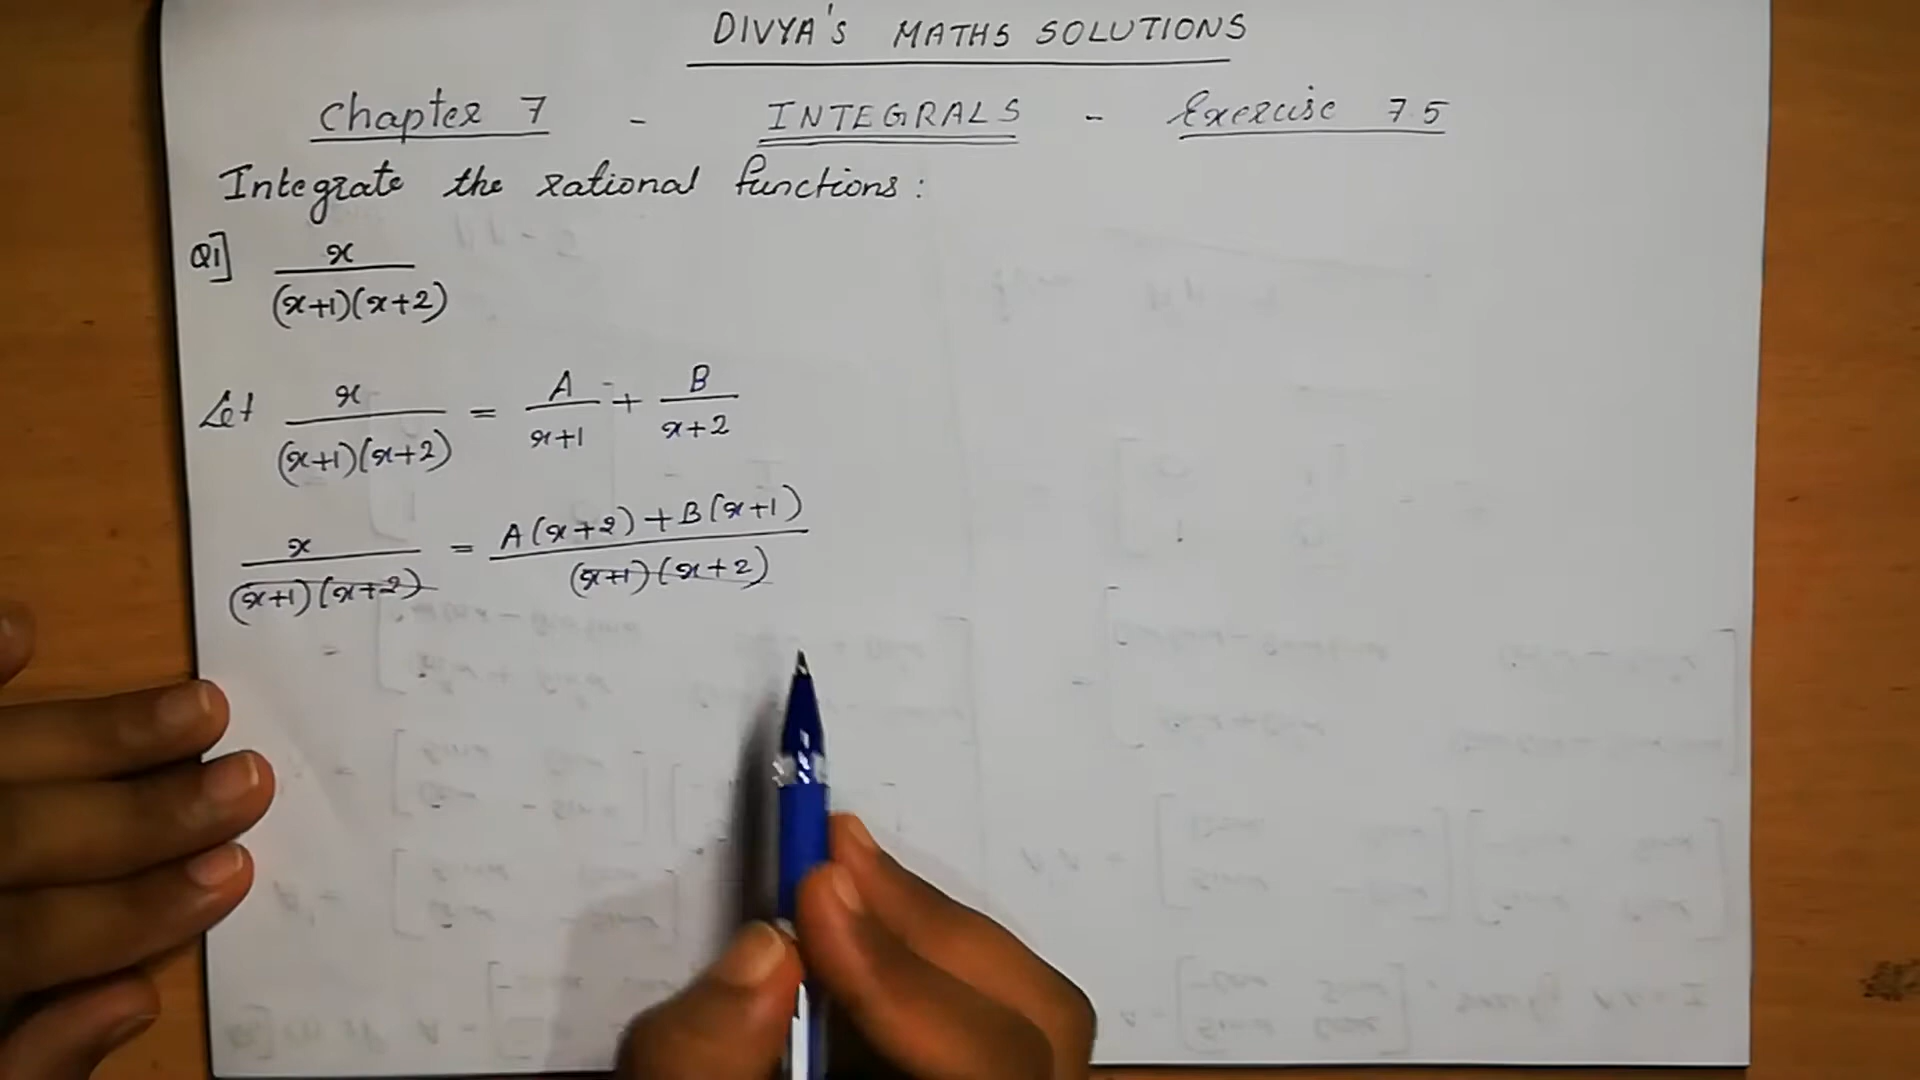 DIVYA'S MATHS SOLUTIONS
Chapter 7 - INTEGRALS - Exercise 7.5
Integrate the rational functions:
Q1] x/(x+1)(x+2)
Let x/(x+1)(x+2) = A/x+1 + B/x+2
x/(x+1)(x+2) = A(x+2)+B(x+1)/(x+1)(x+2)